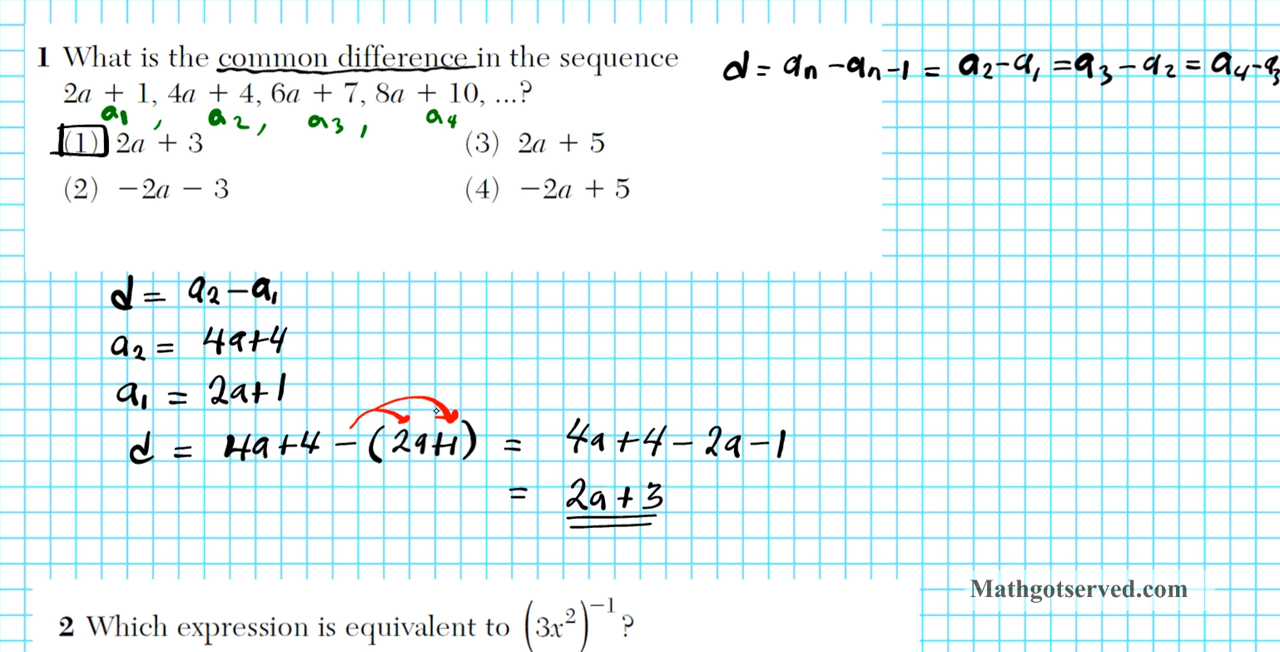 1 What is the common difference in the sequence
2a + 1, 4a + 4, 6a + 7, 8a + 10, ...?
a₁, a₂, a₃, a₄
(1) 2a + 3 (3) 2a + 5
(2) −2a − 3 (4) −2a + 5
d = aₙ − aₙ−1 = a₂ − a₁ = a₃ − a₂ = a₄ − a₃
d = a₂ − a₁
a₂ = 4a+4
a₁ = 2a+1
d = 4a+4 − (2a+1) = 4a+4 − 2a − 1
= 2a + 3
Mathgotserved.com
2 Which expression is equivalent to (3x²)⁻¹?